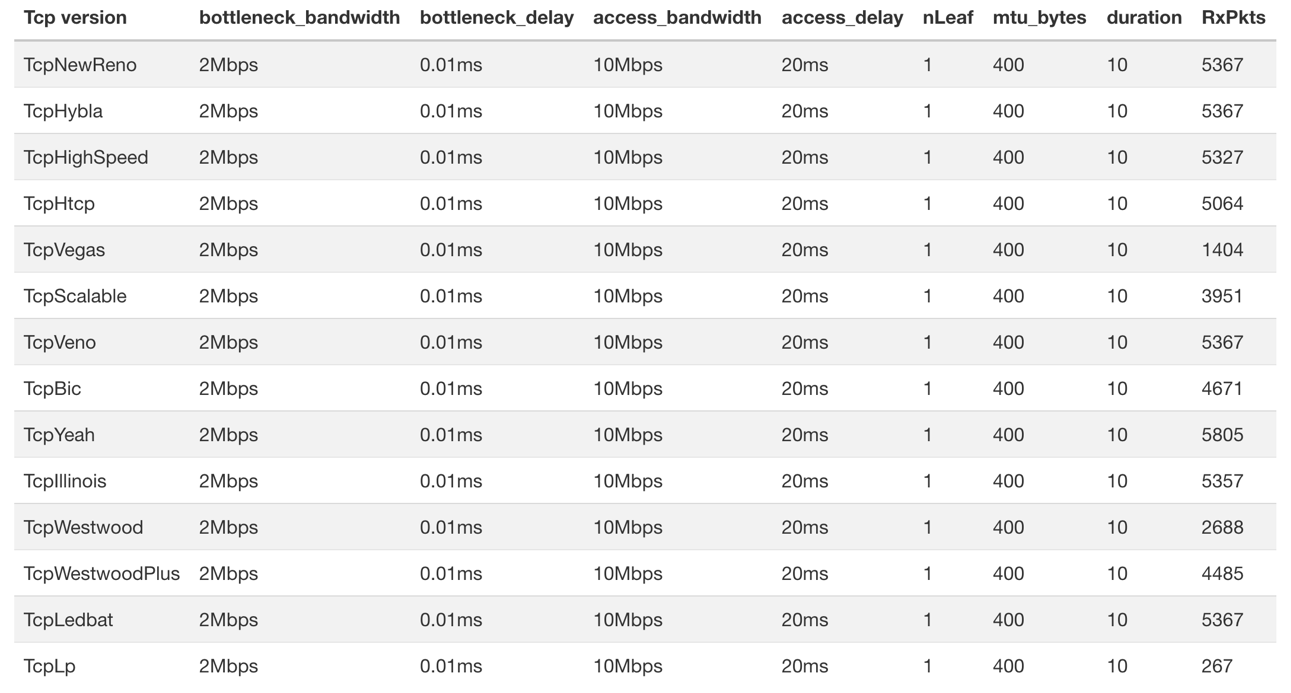 Tcp version bottleneck_bandwidth bottleneck_delay access_bandwidth access_delay nLeaf mtu_bytes duration RxPkts
TcpNewReno 2Mbps 0.01ms 10Mbps 20ms 1 400 10 5367
TcpHybla 2Mbps 0.01ms 10Mbps 20ms 1 400 10 5367
TcpHighSpeed 2Mbps 0.01ms 10Mbps 20ms 1 400 10 5327
TcpHtcp 2Mbps 0.01ms 10Mbps 20ms 1 400 10 5064
TcpVegas 2Mbps 0.01ms 10Mbps 20ms 1 400 10 1404
TcpScalable 2Mbps 0.01ms 10Mbps 20ms 1 400 10 3951
TcpVeno 2Mbps 0.01ms 10Mbps 20ms 1 400 10 5367
TcpBic 2Mbps 0.01ms 10Mbps 20ms 1 400 10 4671
TcpYeah 2Mbps 0.01ms 10Mbps 20ms 1 400 10 5805
TcpIllinois 2Mbps 0.01ms 10Mbps 20ms 1 400 10 5357
TcpWestwood 2Mbps 0.01ms 10Mbps 20ms 1 400 10 2688
TcpWestwoodPlus 2Mbps 0.01ms 10Mbps 20ms 1 400 10 4485
TcpLedbat 2Mbps 0.01ms 10Mbps 20ms 1 400 10 5367
TcpLp 2Mbps 0.01ms 10Mbps 20ms 1 400 10 267